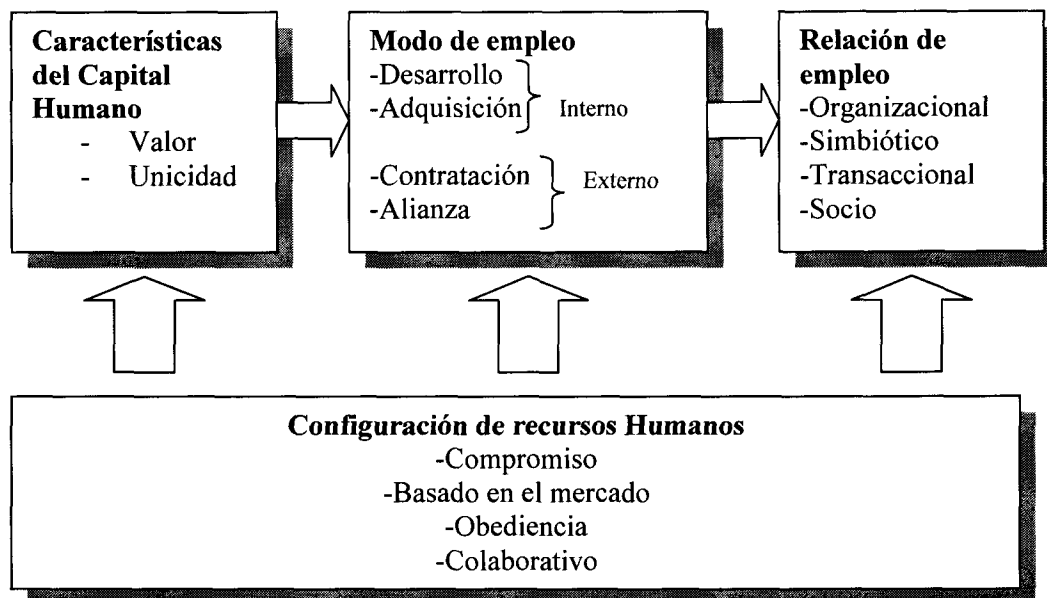 Características
del Capital
Humano
- Valor
- Unicidad
Modo de empleo
-Desarrollo
-Adquisición
Interno
-Contratación
-Alianza
Externo
Relación de
empleo
-Organizacional
-Simbiótico
-Transaccional
-Socio
Configuración de recursos Humanos
-Compromiso
-Basado en el mercado
-Obediencia
-Colaborativo